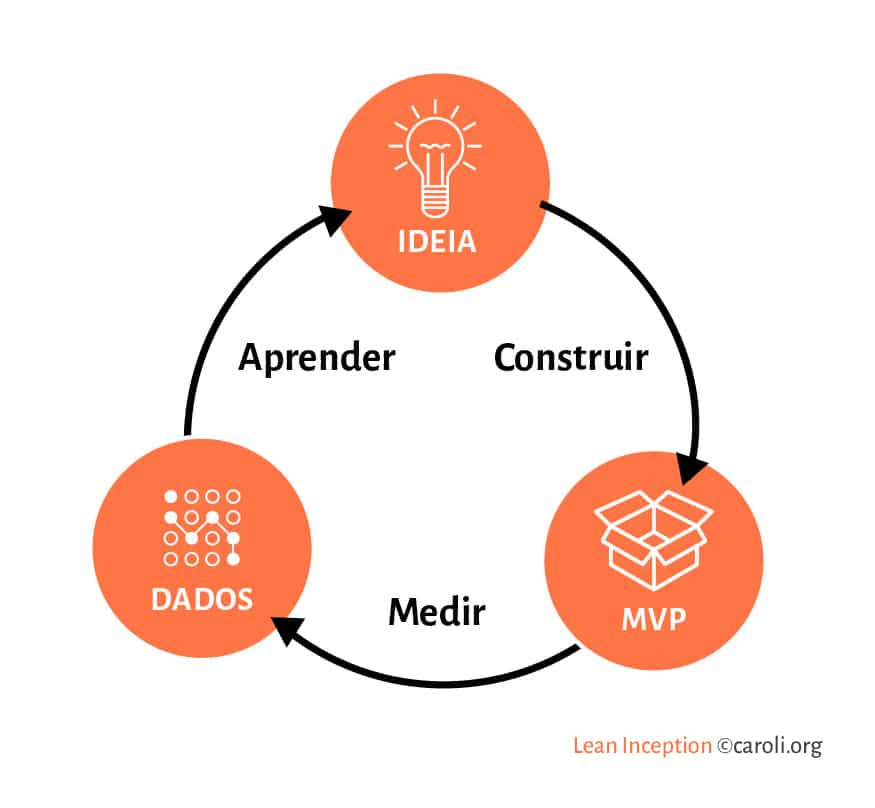 IDEIA
Aprender
Construir
DADOS
Medir
MVP
Lean Inception ©caroli.org